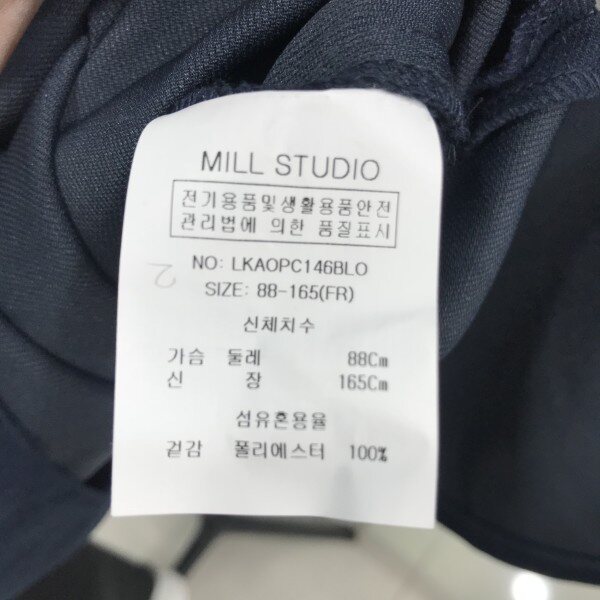 MILL STUDIO
전기용품및생활용품안전
관리법에 의한 품질표시
NO: LKAOPC146BLO
SIZE: 88-165(FR)
신체치수
가슴 둘레 88Cm
신 장 165Cm
섬유혼용율
겉감 폴리에스터 100%